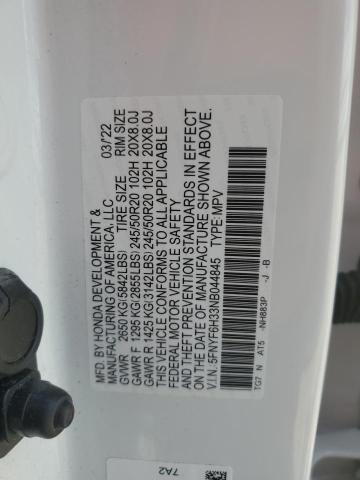 MFD. BY HONDA DEVELOPMENT & 03/22
MANUFACTURING OF AMERICA, LLC
GVWR 2650 KG(5842LBS) TIRE SIZE RIM SIZE
GAWR F 1295 KG(2855LBS) 245/50R20 102H 20X8.0J
GAWR R 1425 KG(3142LBS) 245/50R20 102H 20X8.0J
THIS VEHICLE CONFORMS TO ALL APPLICABLE
FEDERAL MOTOR VEHICLE SAFETY
AND THEFT PREVENTION STANDARDS IN EFFECT
ON THE DATE OF MANUFACTURE SHOWN ABOVE.
V.I.N: 5FNYF6H33NB044845 TYPE: MPV
TG7 N AT5 -NH883P -J -B
7A2